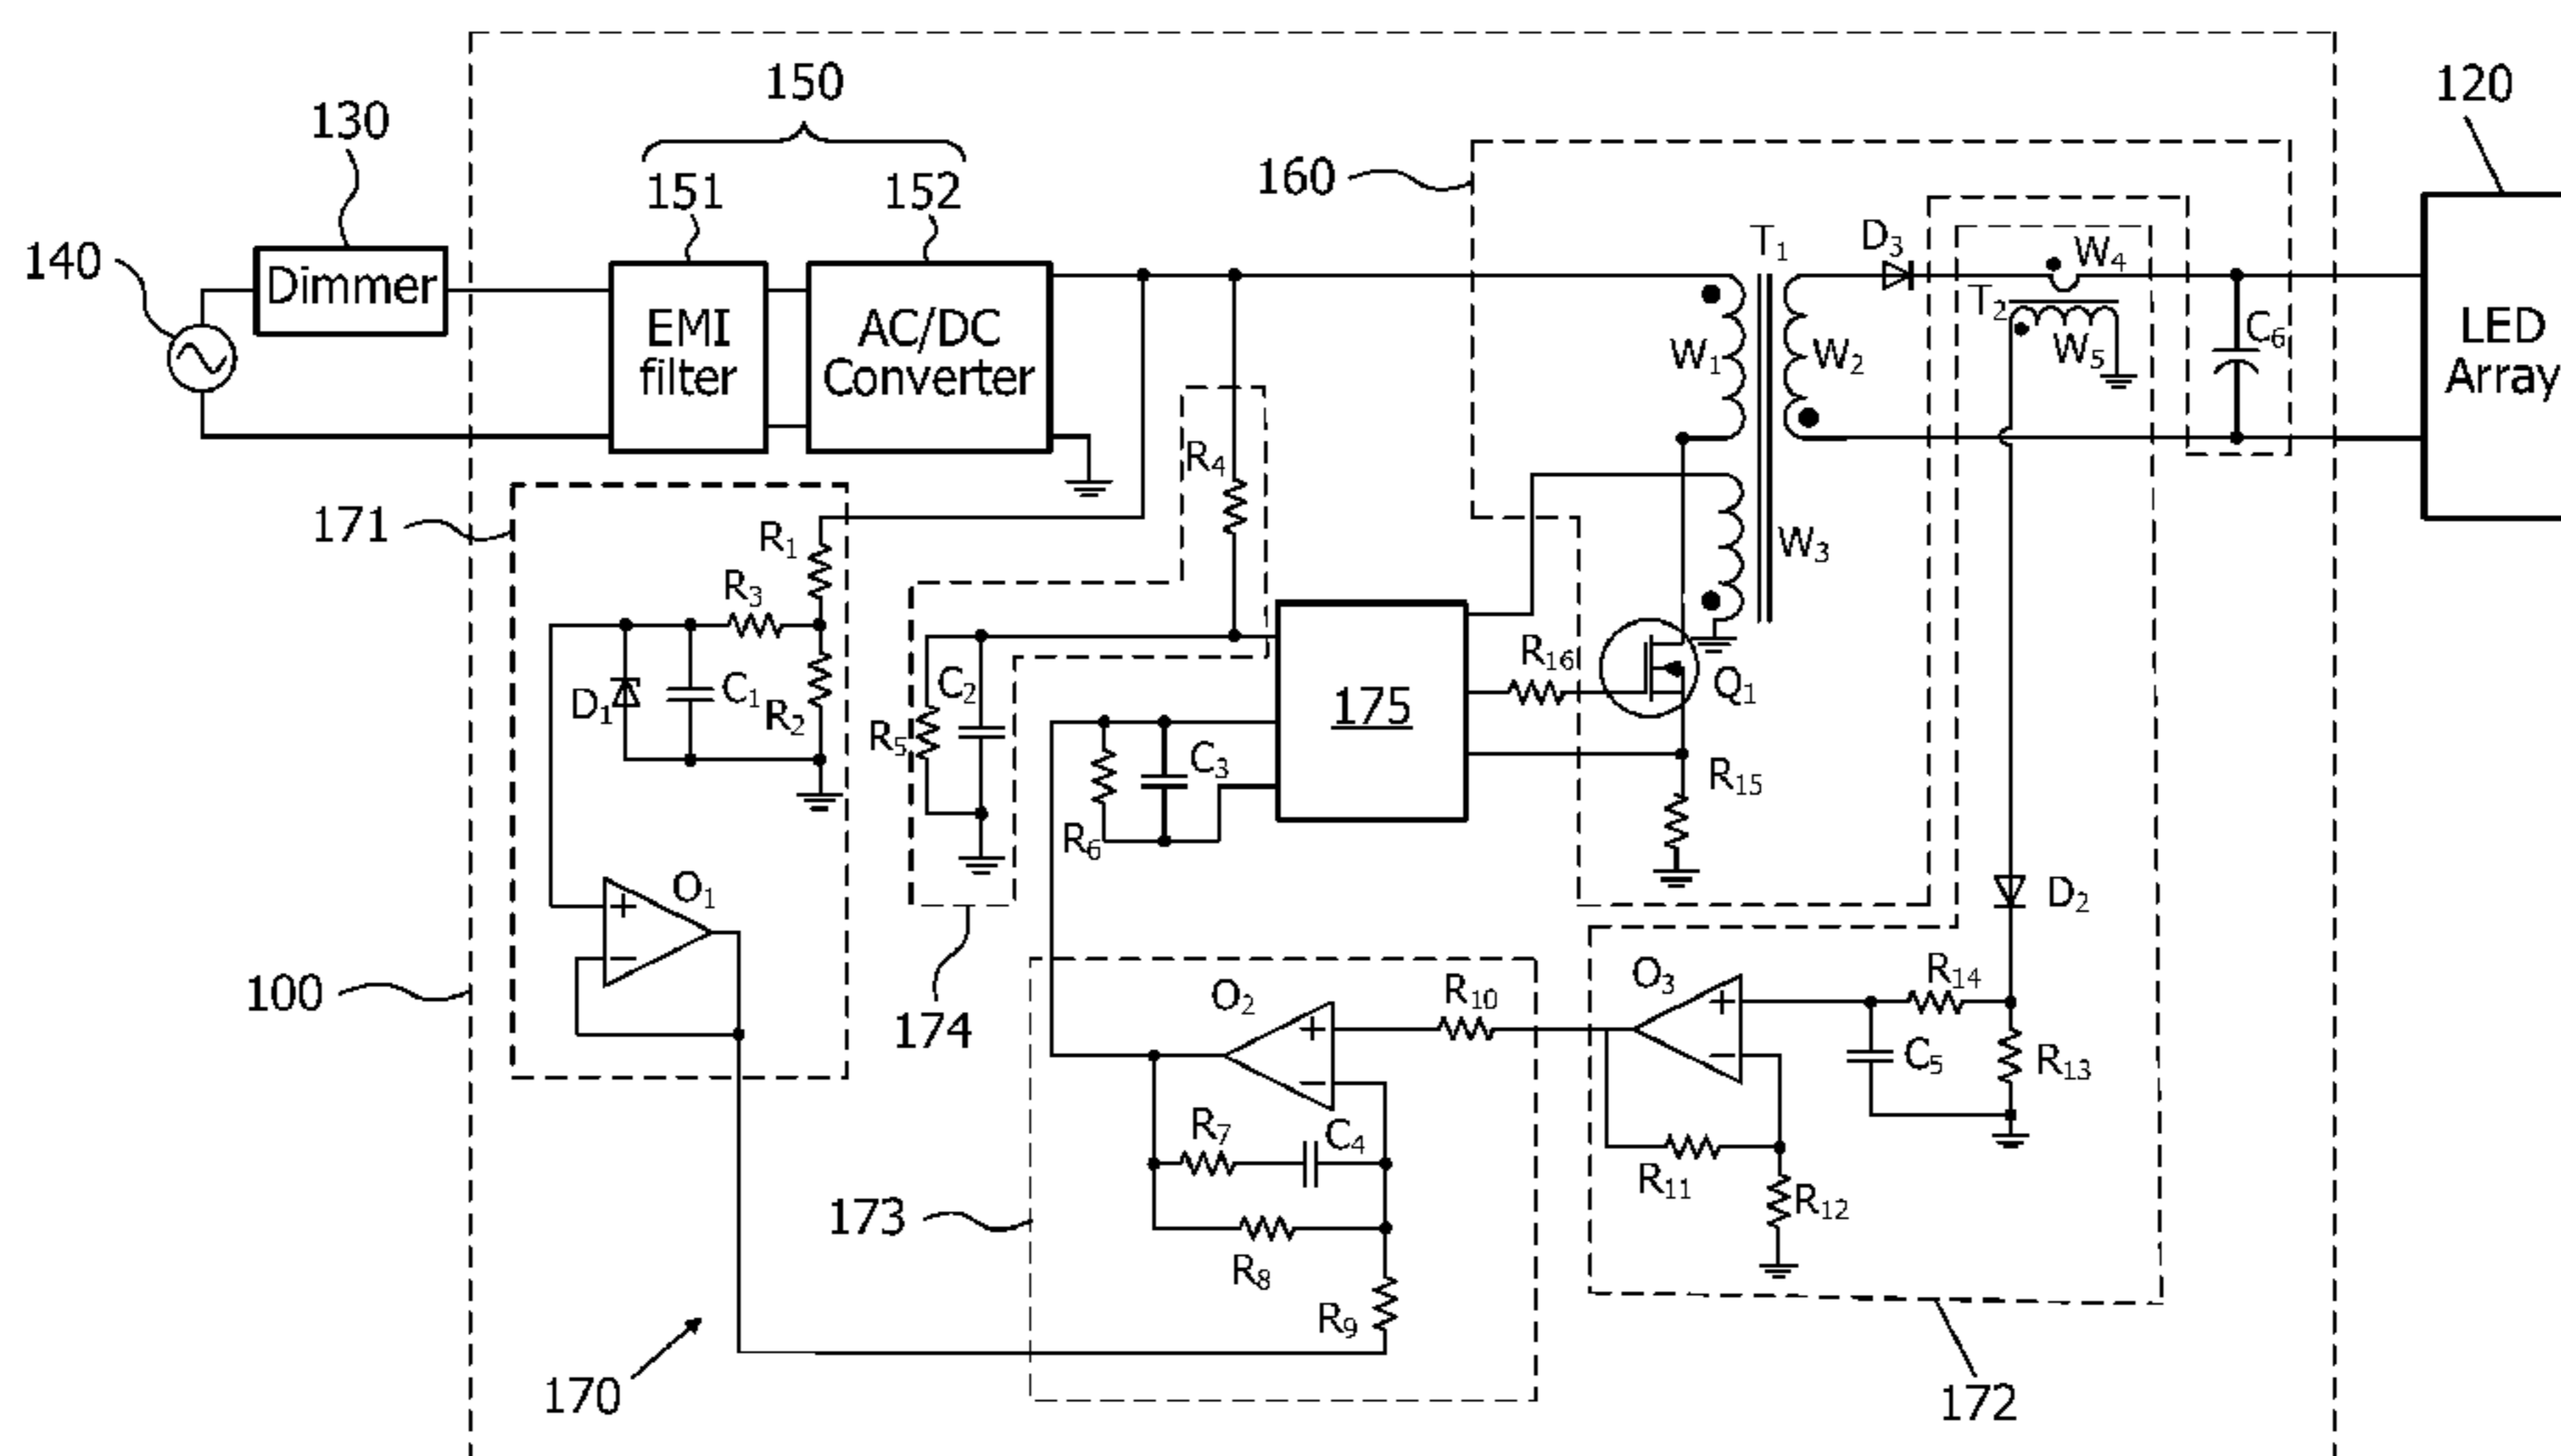 150
120
130
160
151
152
140
Dimmer
EMI
filter
AC/DC
Converter
T₁
D₃
W₄
T₂
W₅
C₆
LED
Array
W₁
W₂
R₄
171
R₁
W₃
R₃
R₁₆
D₁
C₁
R₂
C₂
R₅
175
Q₁
C₃
R₁₅
R₆
O₁
D₂
100
174
O₂
R₁₀
O₃
R₁₄
C₅
R₁₃
R₇
C₄
R₁₁
R₁₂
173
R₈
R₉
170
172